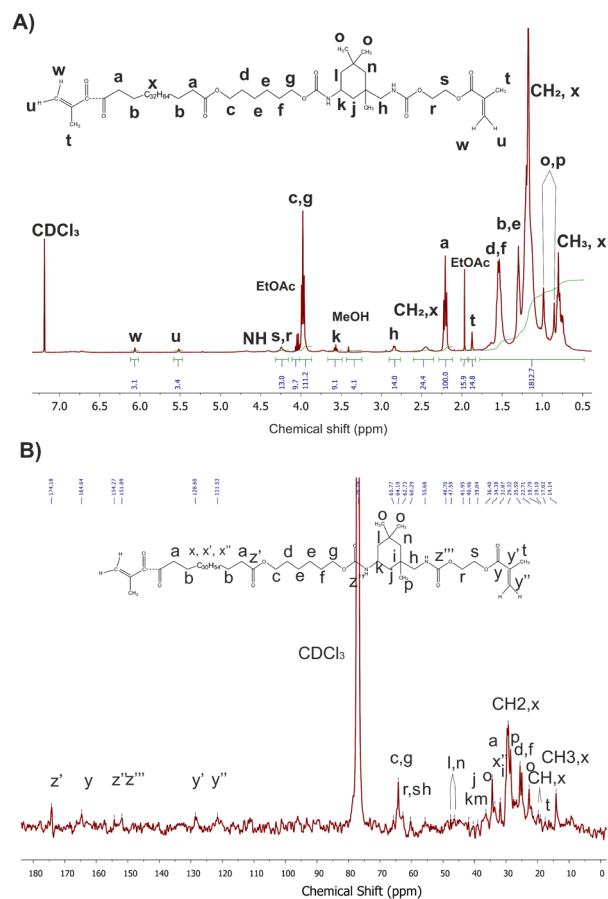 A)
o
o
w
H
O
a
x
a
O
d
e
g
O
l
n
O
s
O
t
CH₃
CH₂, x
u
H
O
b
C₃₂H₆₄
b
O
c
e
f
O
N
H
k
j
CH₃
h
NH
O
r
O
CH₃
t
w
H
H
u
o,p
c,g
CDCl₃
b,e
a
d,f
CH₃, x
EtOAc
EtOAc
MeOH
CH₂,x
NH
s,r
w
u
k
h
t
3.1
3.4
13.0
9.7
111.2
9.1
4.1
14.0
24.4
100.0
15.9
14.8
1812.7
7.0
6.5
6.0
5.5
5.0
4.5
4.0
3.5
3.0
2.5
2.0
1.5
1.0
0.5
Chemical shift (ppm)
B)
174.18
164.64
154.27
151.89
128.60
121.53
65.77
64.19
62.73
60.29
55.68
48.70
47.59
41.95
40.46
39.04
36.40
34.38
31.87
29.32
25.59
22.71
19.79
19.10
17.62
14.14
o
o
a
x, x', x''
a
z'
d
e
g
l
n
i
h
z'''
s
y'
t
b
C₃₀H₅₄
b
c
e
f
z''
k
j
p
r
y
y''
CDCl₃
CH2,x
z'
y
z''
z'''
y'
y''
c,g
r,s
h
l,n
j
k
m
o
a
x'
i
p
d,f
o
CH,x
t
CH3,x
180
170
160
150
140
130
120
110
100
90
80
70
60
50
40
30
20
10
0
Chemical Shift (ppm)